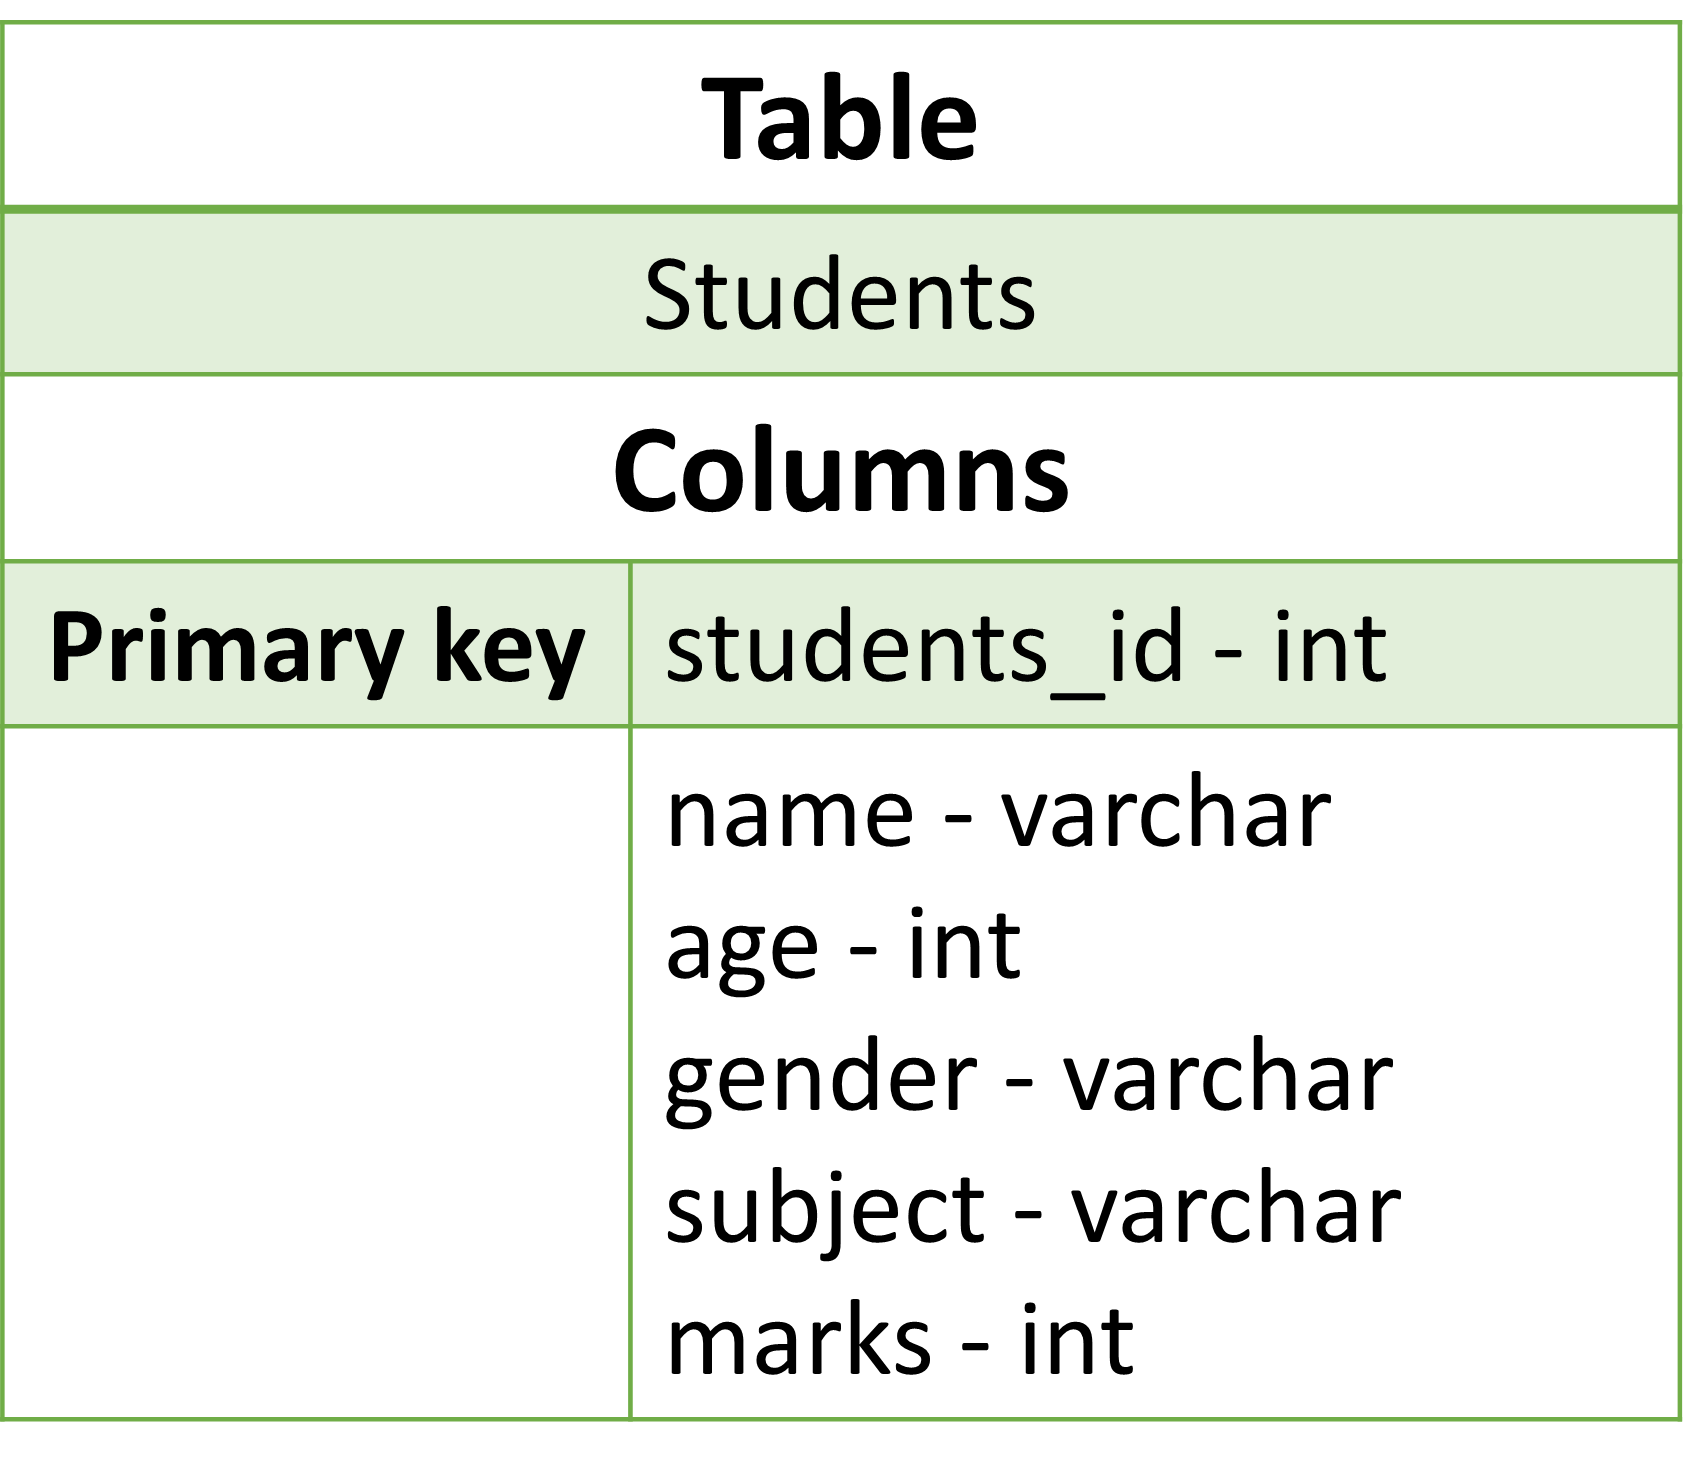 Table
Students
Columns
Primary key
students_id - int
name - varchar
age - int
gender - varchar
subject - varchar
marks - int